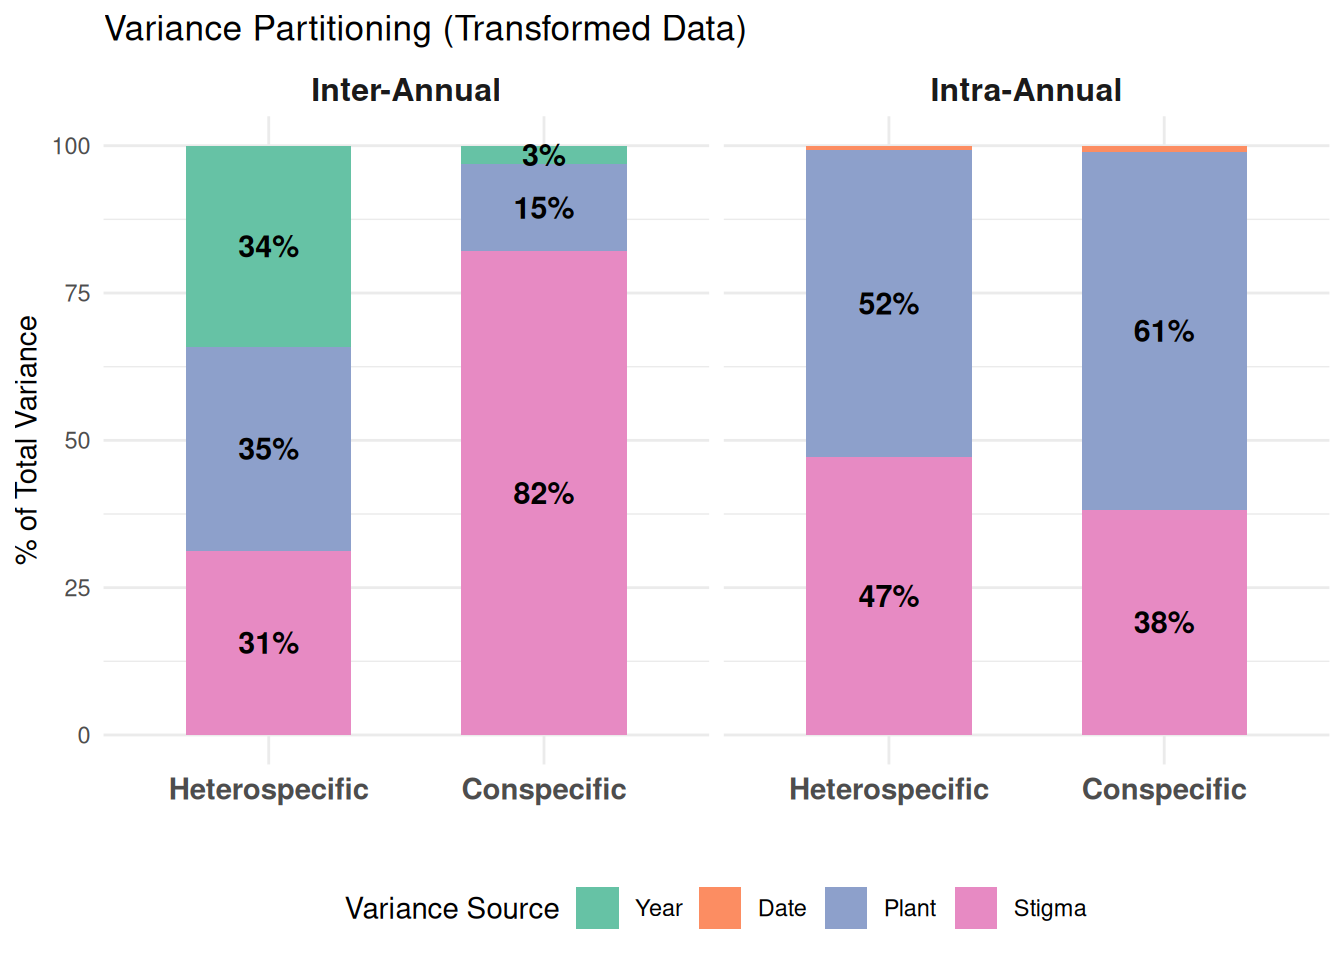 Variance Partitioning (Transformed Data)
Inter-Annual
Intra-Annual
% of Total Variance
100
75
50
25
0
34%
35%
31%
3%
15%
82%
52%
47%
61%
38%
Heterospecific
Conspecific
Heterospecific
Conspecific
Variance Source
Year
Date
Plant
Stigma